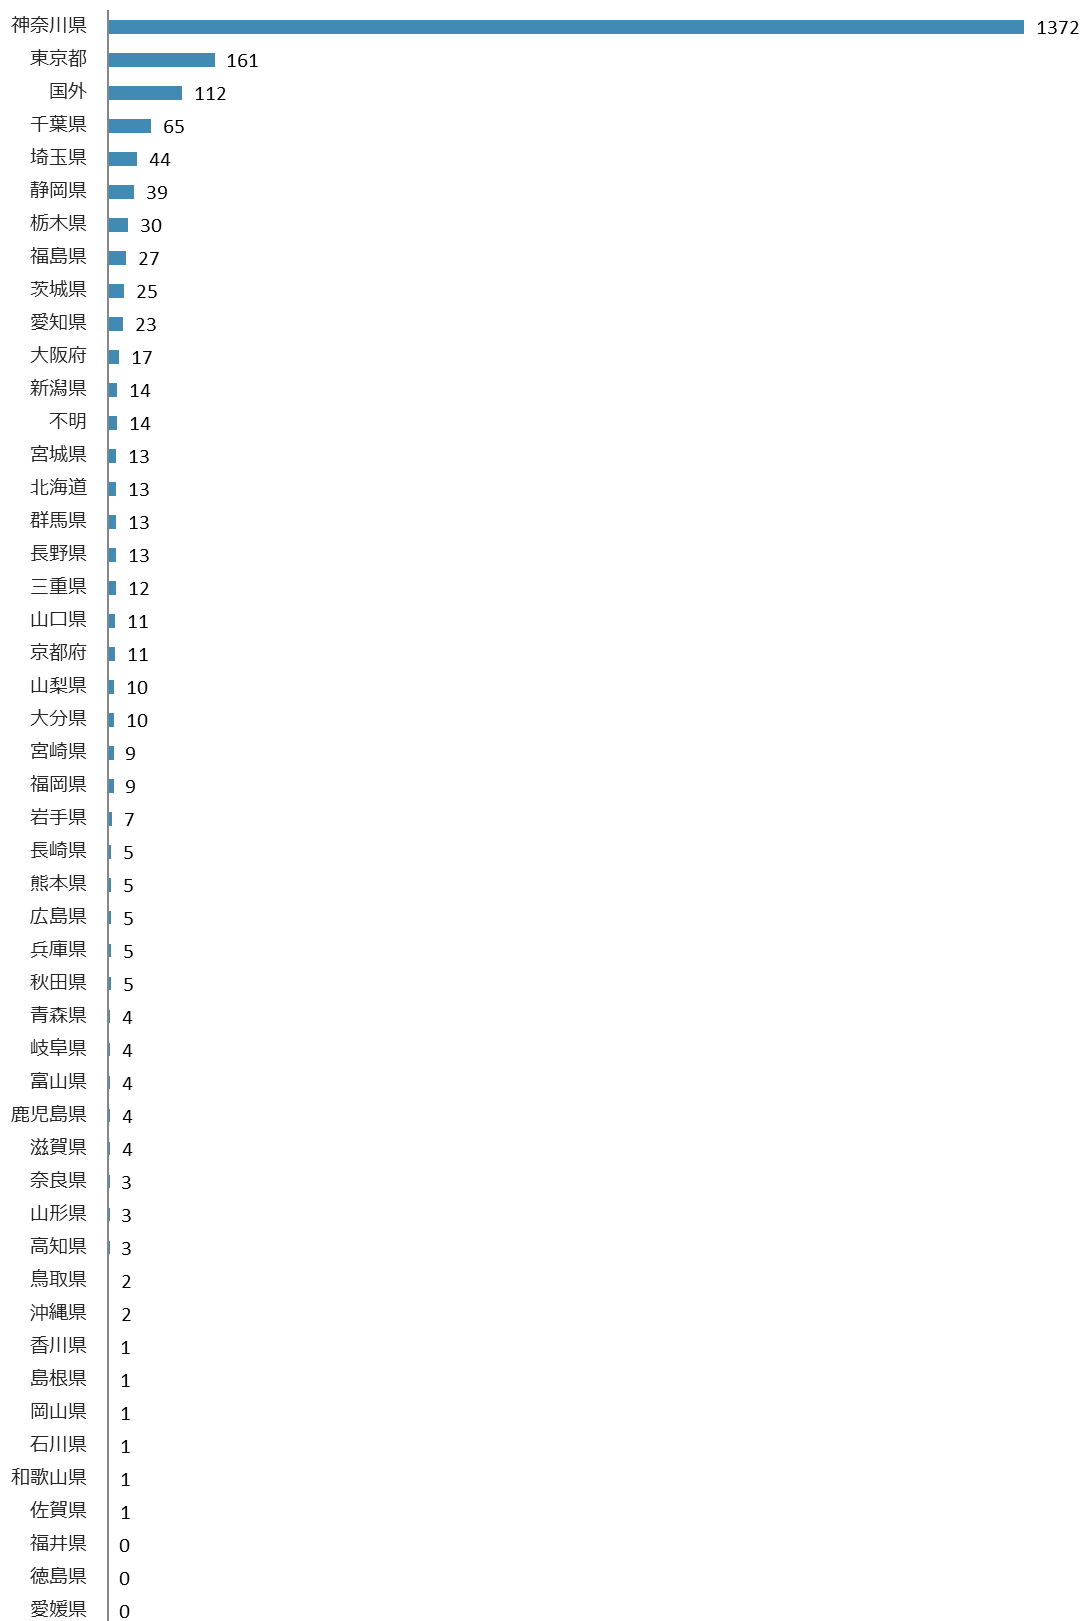 神奈川県 1372
東京都 161
国外 112
千葉県 65
埼玉県 44
静岡県 39
栃木県 30
福島県 27
茨城県 25
愛知県 23
大阪府 17
新潟県 14
不明 14
宮城県 13
北海道 13
群馬県 13
長野県 13
三重県 12
山口県 11
京都府 11
山梨県 10
大分県 10
宮崎県 9
福岡県 9
岩手県 7
長崎県 5
熊本県 5
広島県 5
兵庫県 5
秋田県 5
青森県 4
岐阜県 4
富山県 4
鹿児島県 4
滋賀県 4
奈良県 3
山形県 3
高知県 3
鳥取県 2
沖縄県 2
香川県 1
島根県 1
岡山県 1
石川県 1
和歌山県 1
佐賀県 1
福井県 0
徳島県 0
愛媛県 0